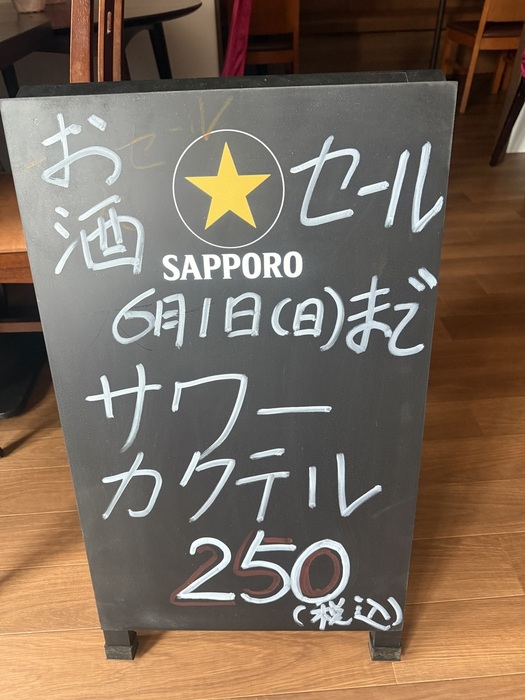 お酒 セール
SAPPORO
6月1日(日)まで
サワー
カクテル
250
(税込)